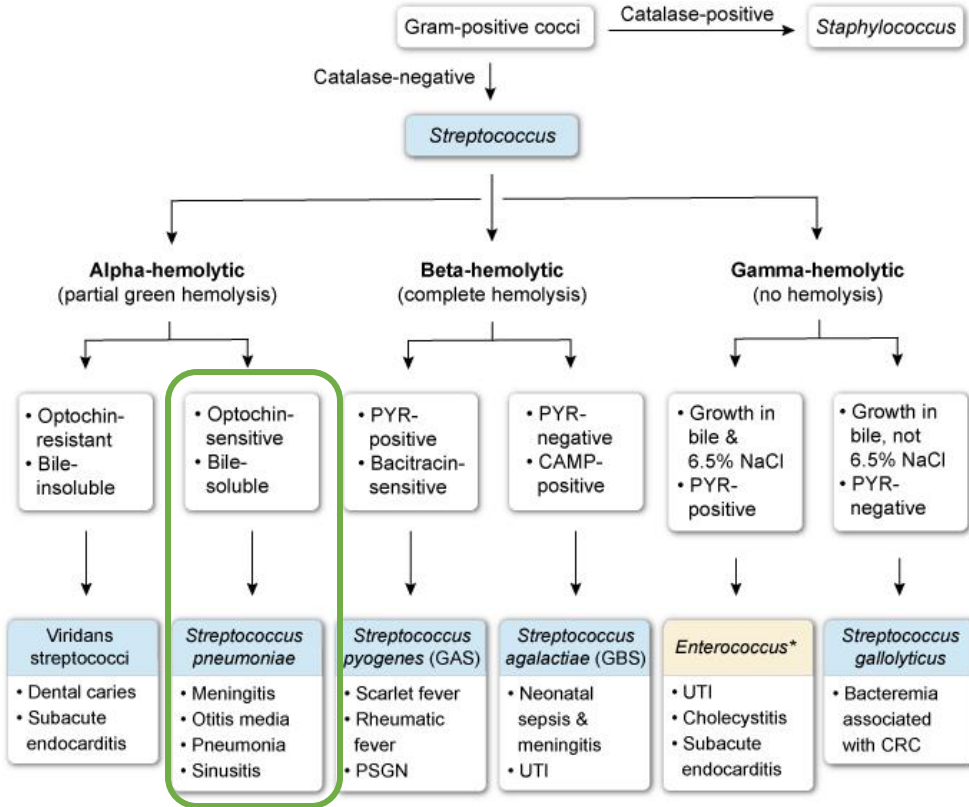 Gram-positive cocci
Catalase-positive
Staphylococcus
Catalase-negative
Streptococcus
Alpha-hemolytic
(partial green hemolysis)
Beta-hemolytic
(complete hemolysis)
Gamma-hemolytic
(no hemolysis)
• Optochin-
resistant
• Bile-
insoluble
• Optochin-
sensitive
• Bile-
soluble
• PYR-
positive
• Bacitracin-
sensitive
• PYR-
negative
• CAMP-
positive
• Growth in
bile &
6.5% NaCl
• PYR-
positive
• Growth in
bile, not
6.5% NaCl
• PYR-
negative
Viridans
streptococci
• Dental caries
• Subacute
endocarditis
Streptococcus
pneumoniae
• Meningitis
• Otitis media
• Pneumonia
• Sinusitis
Streptococcus
pyogenes (GAS)
• Scarlet fever
• Rheumatic
fever
• PSGN
Streptococcus
agalactiae (GBS)
• Neonatal
sepsis &
meningitis
• UTI
Enterococcus*
• UTI
• Cholecystitis
• Subacute
endocarditis
Streptococcus
gallolyticus
• Bacteremia
associated
with CRC